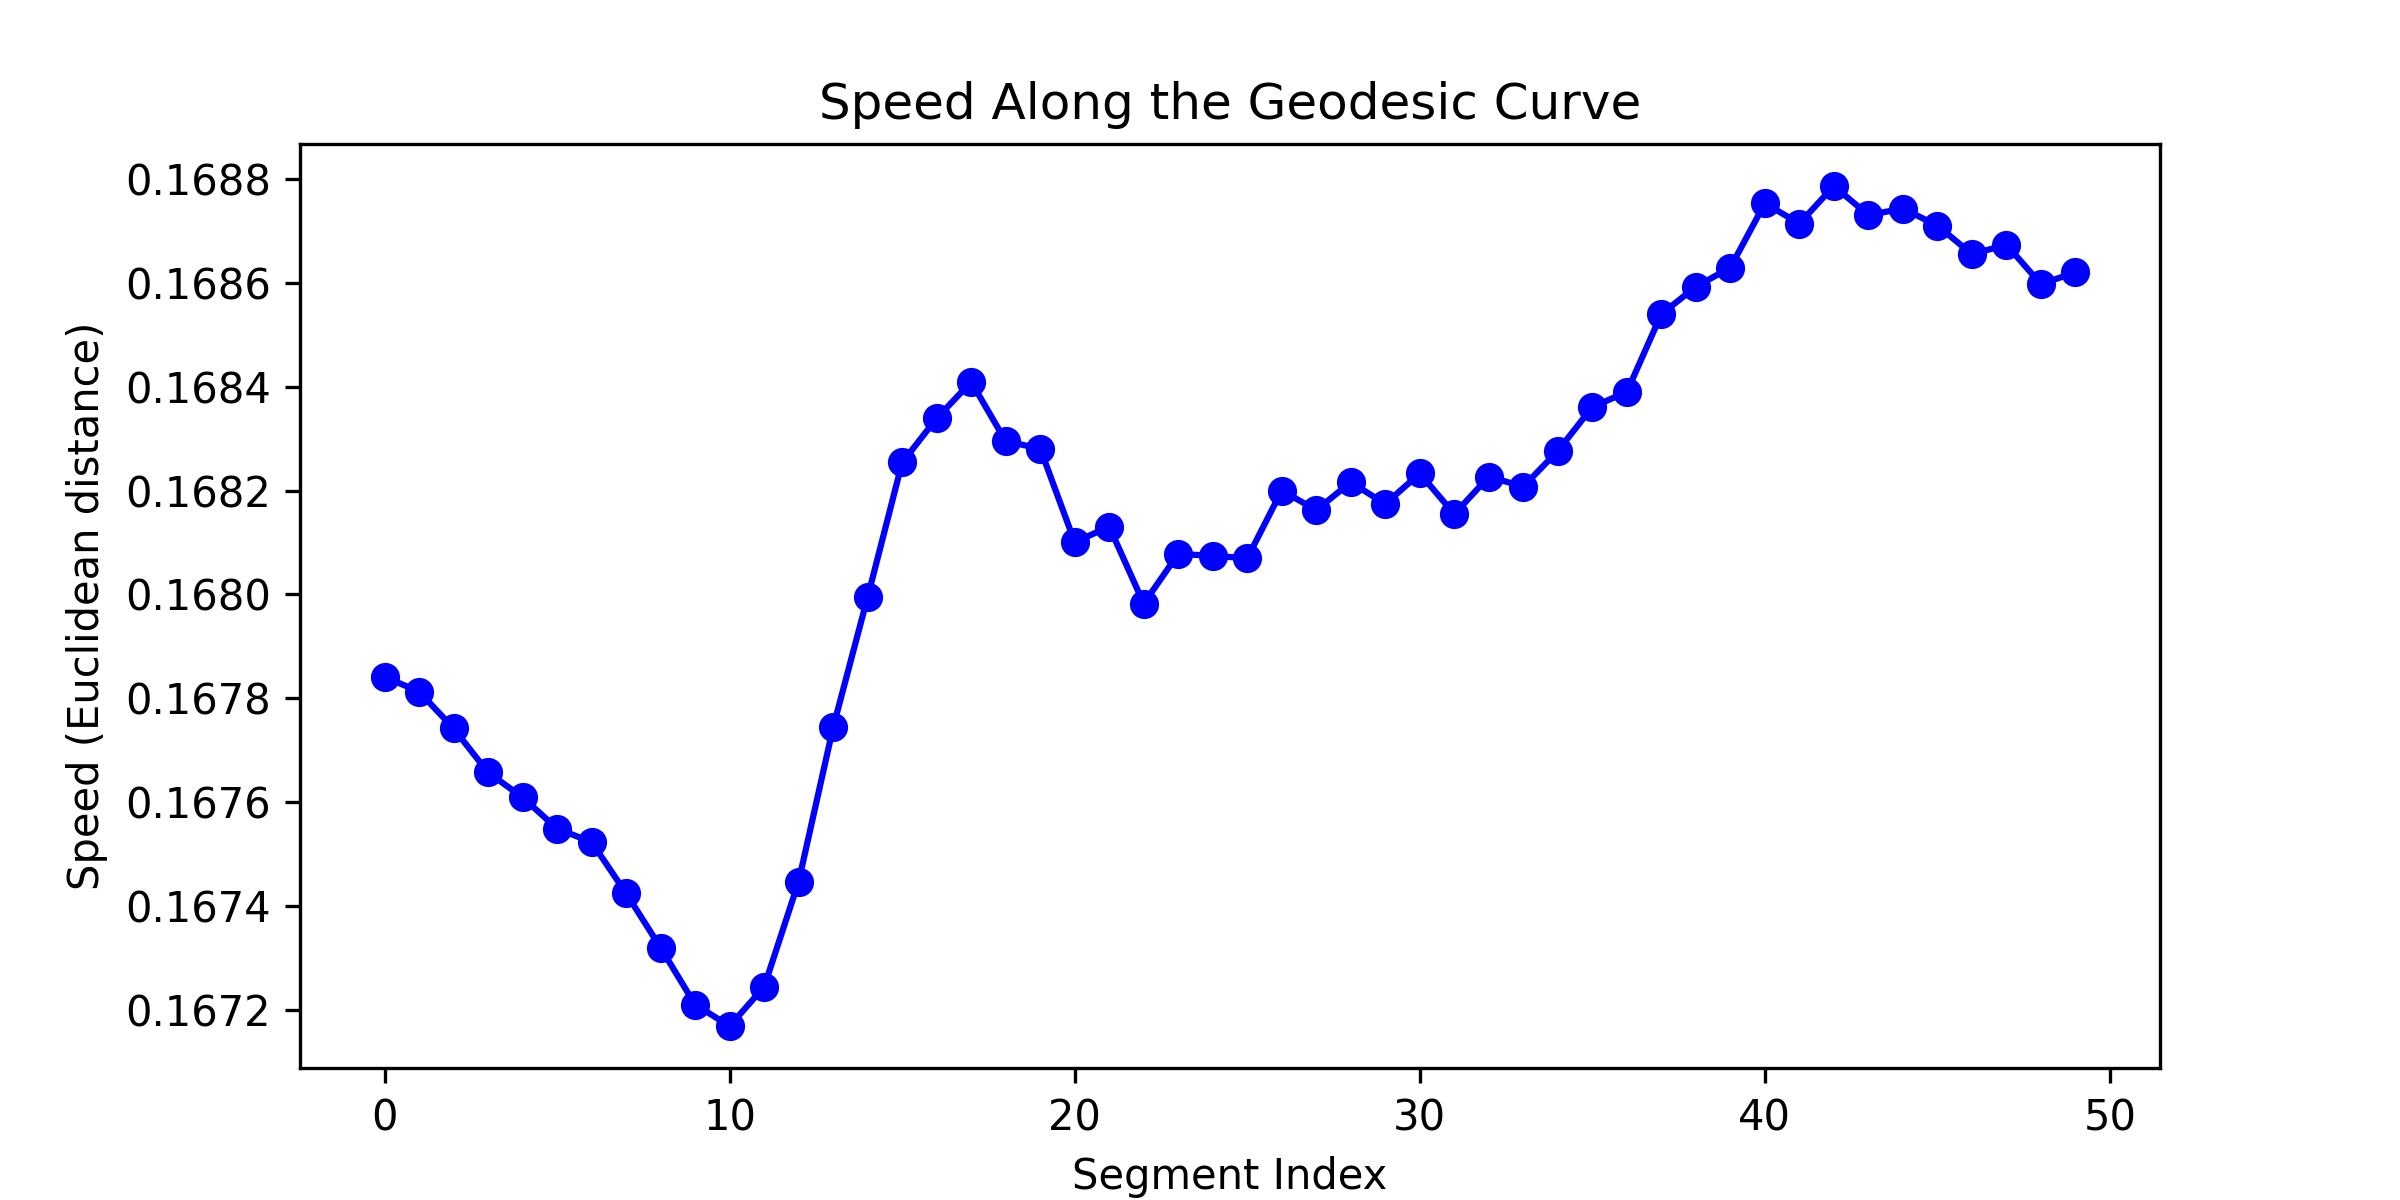 Speed Along the Geodesic Curve
Speed (Euclidean distance)
0.1688
0.1686
0.1684
0.1682
0.1680
0.1678
0.1676
0.1674
0.1672
0 10 20 30 40 50
Segment Index